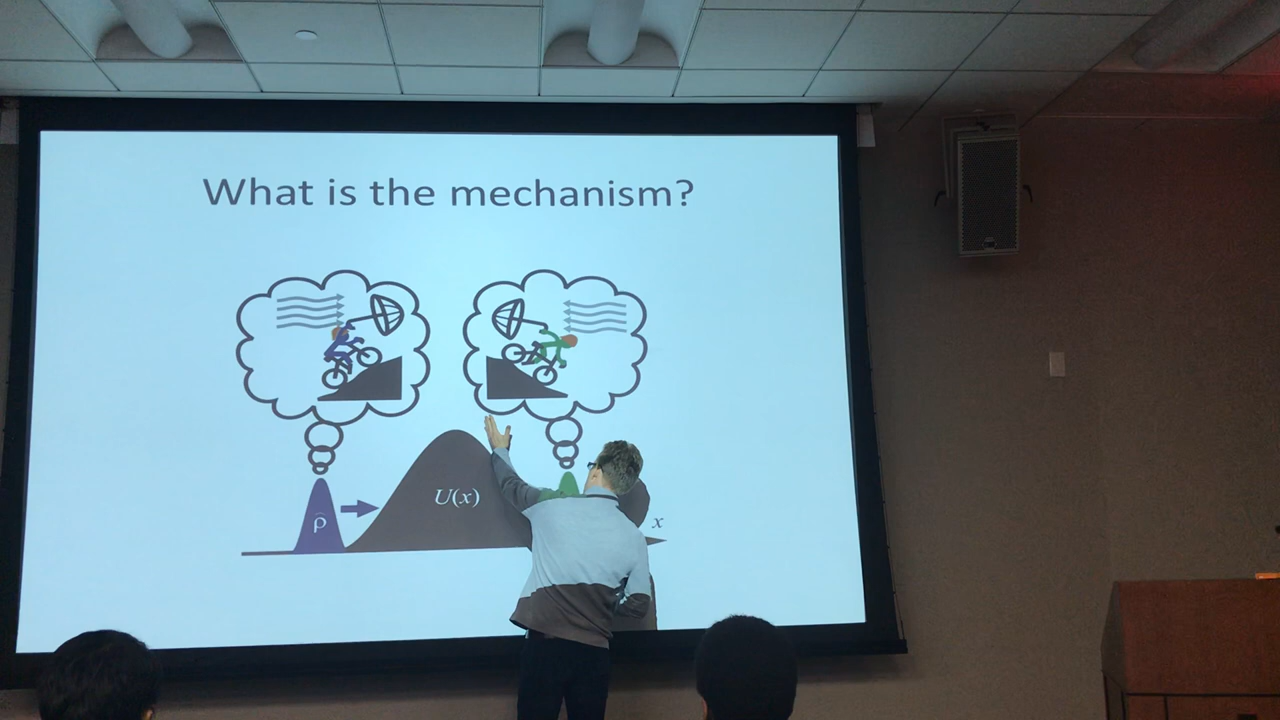 What is the mechanism?
U(x)
ρ
x